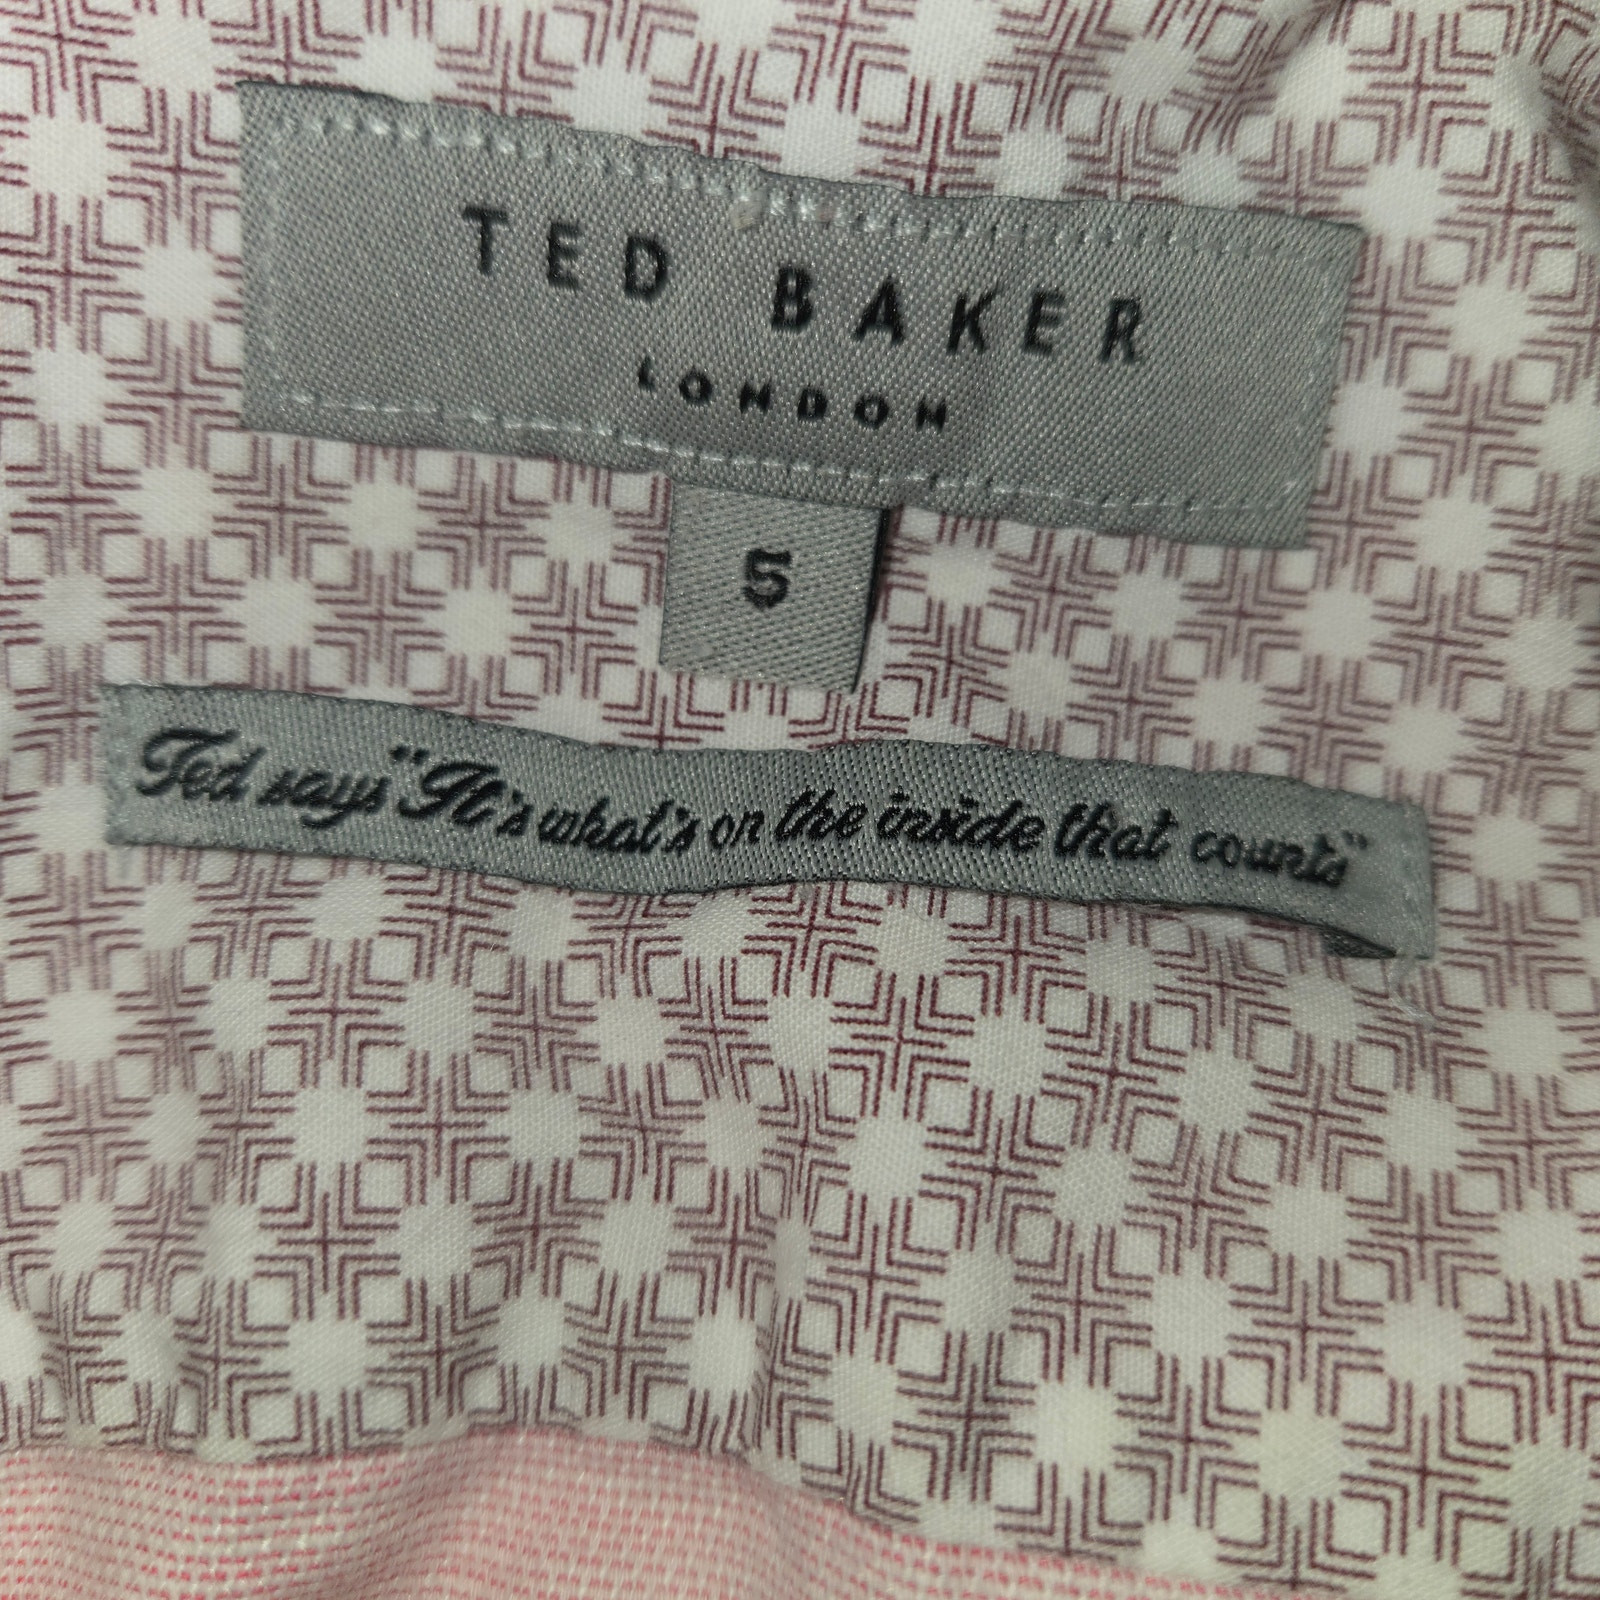 TED BAKER
LONDON
5
Ted says "It's what's on the inside that counts"